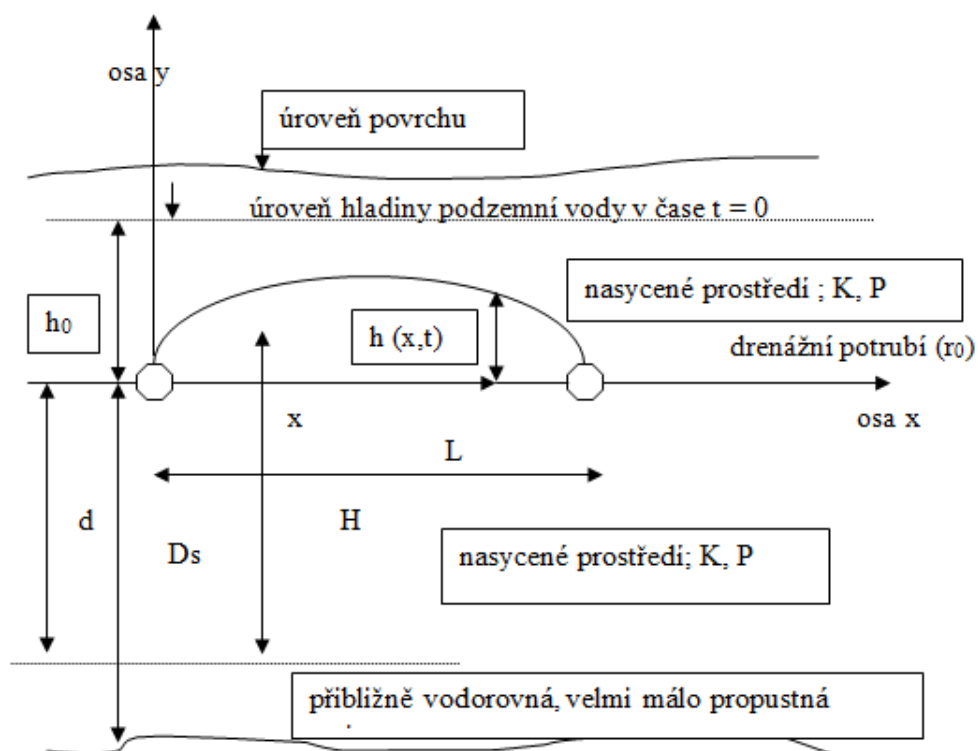 osa y
úroveň povrchu
úroveň hladiny podzemní vody v čase t = 0
nasycené prostředí ; K, P
h0
h (x,t)
drenážní potrubí (r0)
x
osa x
L
d
H
Ds
nasycené prostředí; K, P
přibližně vodorovná, velmi málo propustná